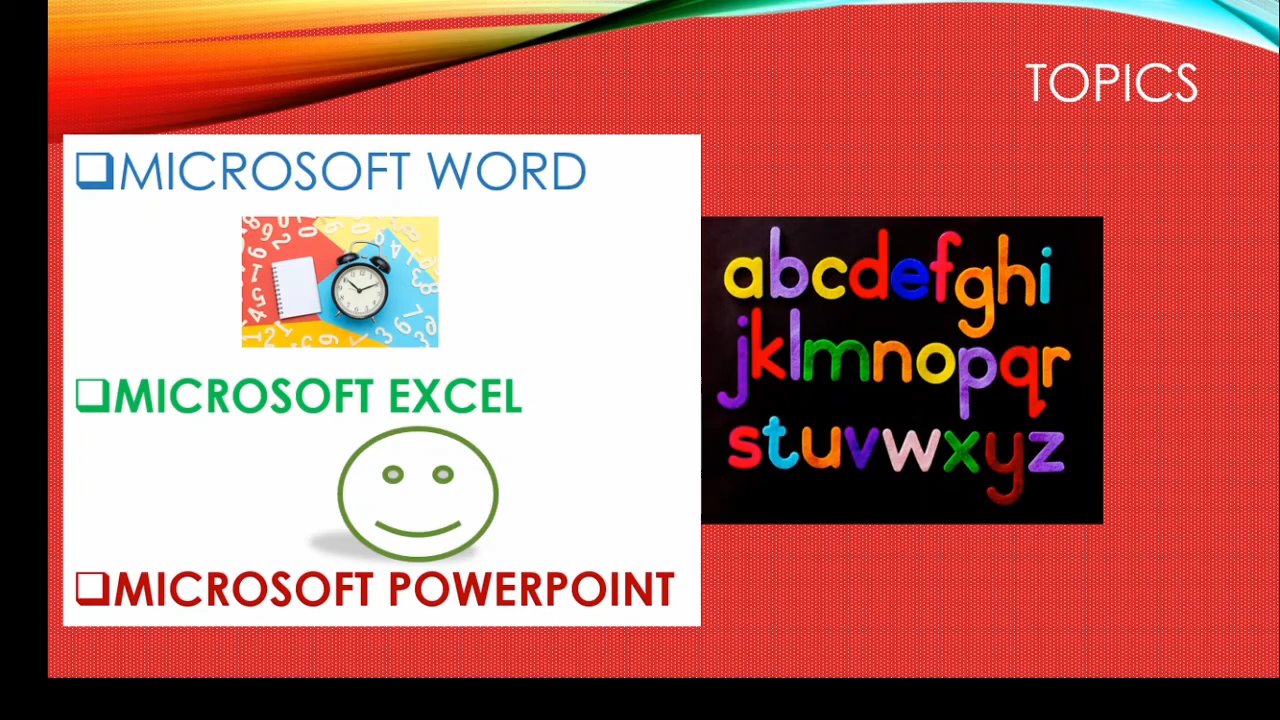 TOPICS
❑MICROSOFT WORD
❑MICROSOFT EXCEL
❑MICROSOFT POWERPOINT
abcdefghi
jklmnopqr
stuvwxyz